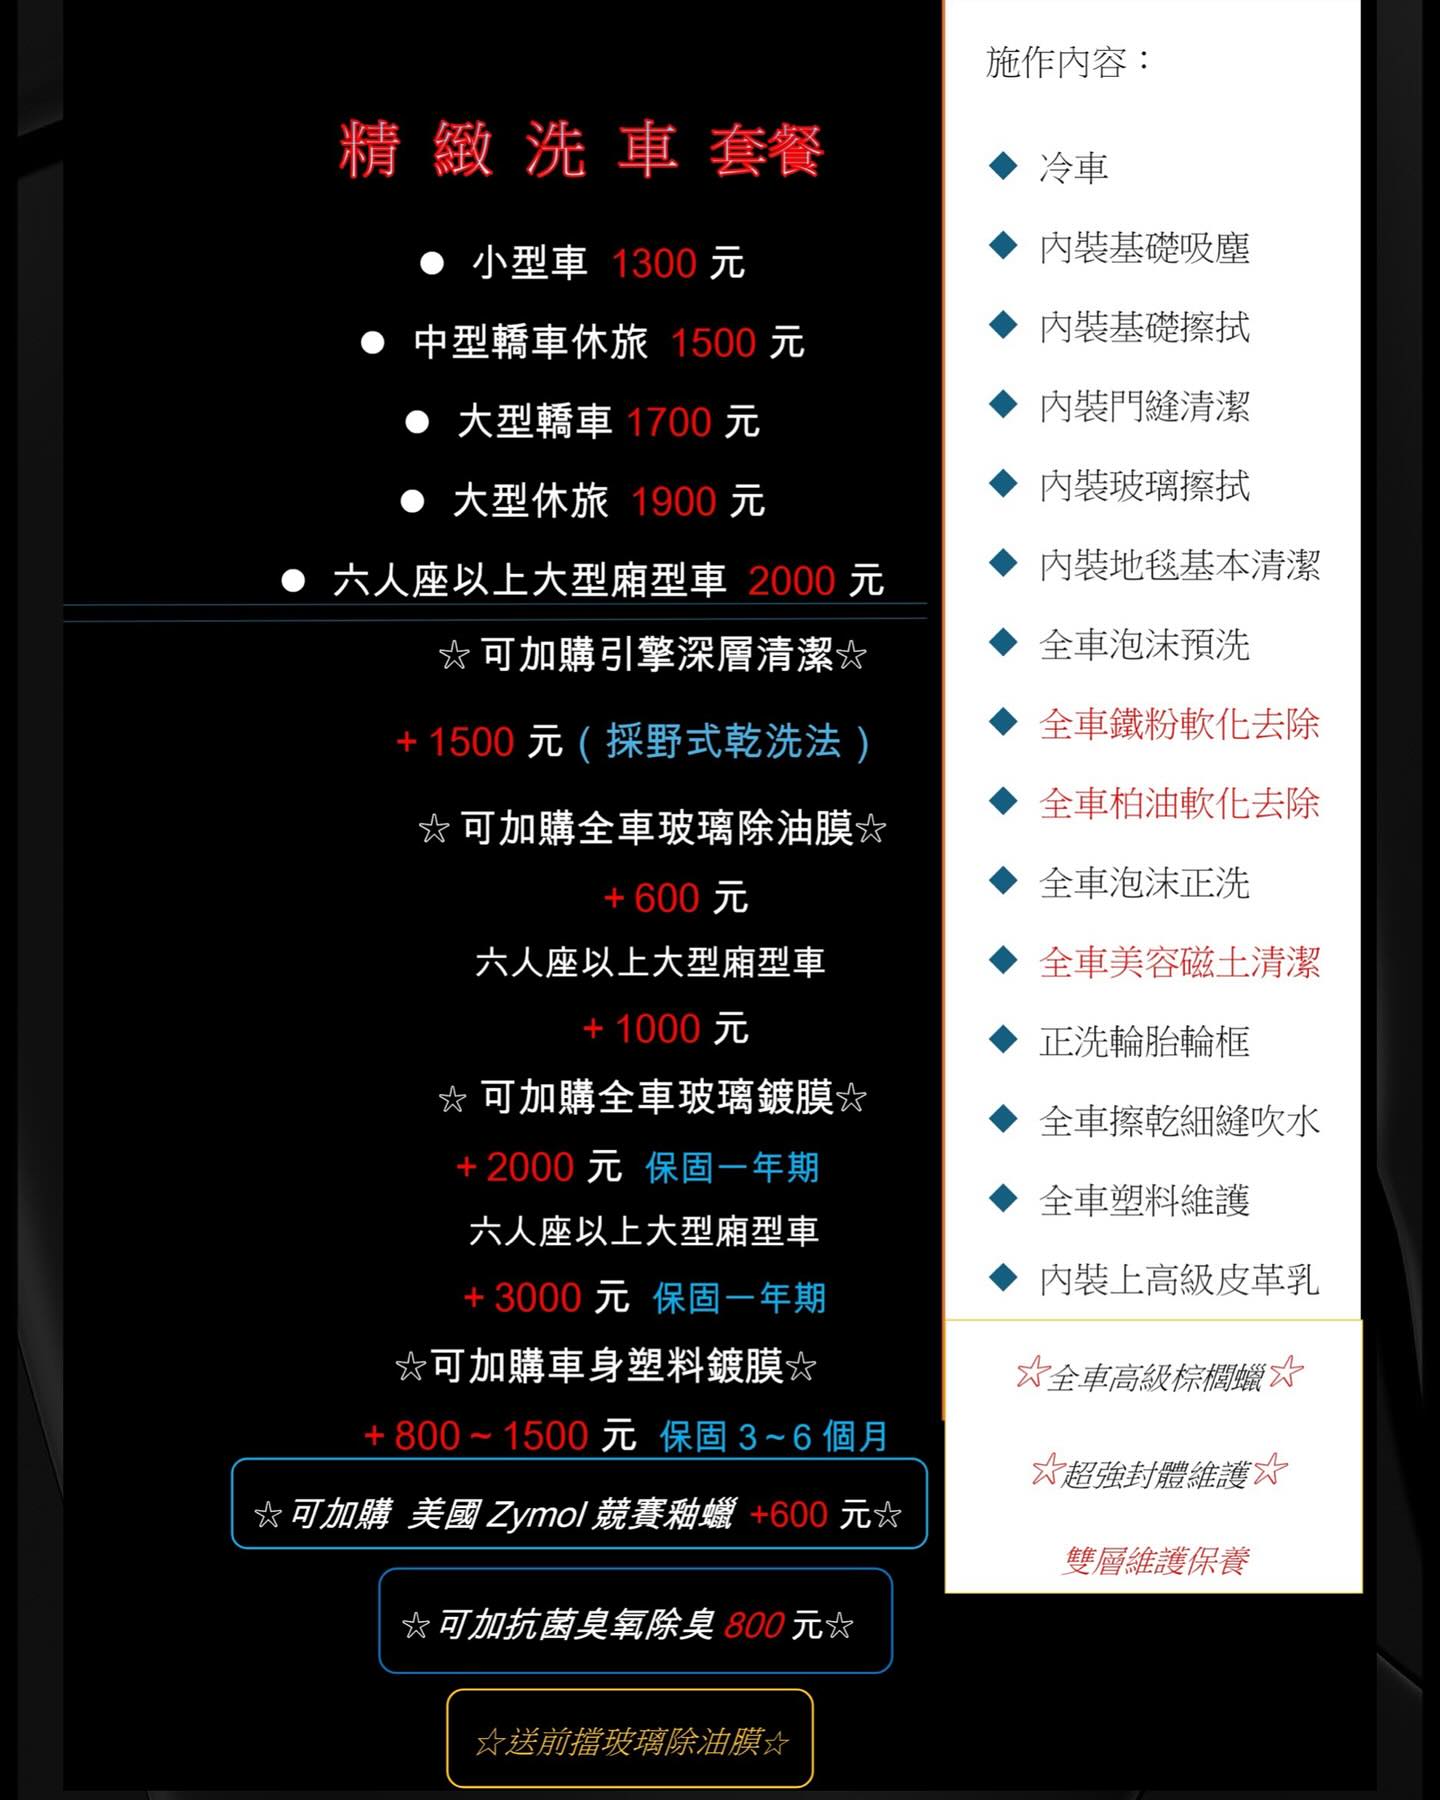 精緻洗車套餐
● 小型車 1300 元
● 中型轎車休旅 1500 元
● 大型轎車 1700 元
● 大型休旅 1900 元
● 六人座以上大型廂型車 2000 元
☆可加購引擎深層清潔☆
+1500 元(採野式乾洗法)
☆可加購全車玻璃除油膜☆
+600 元
六人座以上大型廂型車
+1000 元
☆ 可加購全車玻璃鍍膜☆
+2000 元 保固一年期
六人座以上大型廂型車
+3000 元 保固一年期
☆可加購車身塑料鍍膜☆
+800~1500 元 保固3~6個月
☆可加購 美國 Zymol 競賽釉蠟 +600 元☆
☆可加抗菌臭氧除臭 800 元☆
☆送前擋玻璃除油膜☆
施作內容：
◆ 冷車
◆ 內裝基礎吸塵
◆ 內裝基礎擦拭
◆ 內裝門縫清潔
◆ 內裝玻璃擦拭
◆ 內裝地毯基本清潔
◆ 全車泡沫預洗
◆ 全車鐵粉軟化去除
◆ 全車柏油軟化去除
◆ 全車泡沫正洗
◆ 全車美容磁土清潔
◆ 正洗輪胎輪框
◆ 全車擦乾細縫吹水
◆ 全車塑料維護
◆ 內裝上高級皮革乳
☆全車高級棕櫚蠟☆
☆超強封體維護☆
雙層維護保養